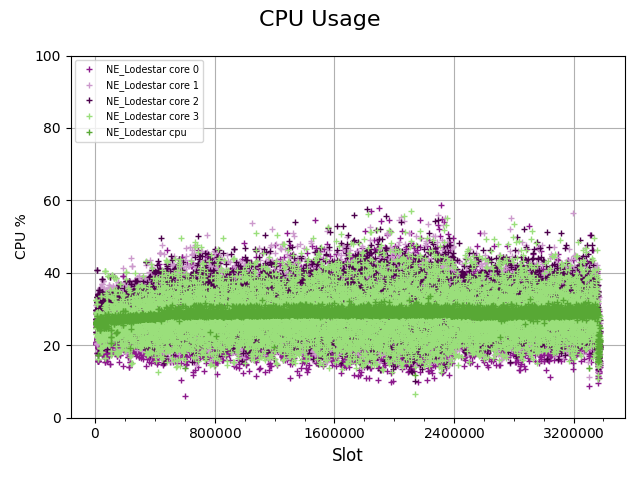 CPU Usage
100
NE_Lodestar core 0
NE_Lodestar core 1
NE_Lodestar core 2
NE_Lodestar core 3
NE_Lodestar cpu
80
60
CPU %
40
20
0
0 800000 1600000 2400000 3200000
Slot